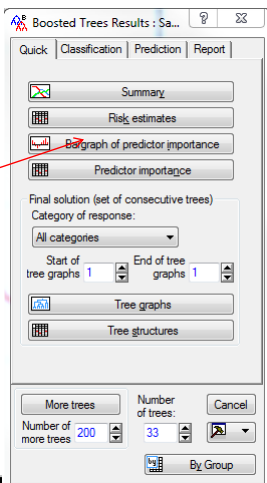 Boosted Trees Results : Sa...
Quick Classification Prediction Report
Summary
Risk estimates
Bargraph of predictor importance
Predictor importance
Final solution (set of consecutive trees)
Category of response:
All categories
Start of tree graphs 1 End of tree graphs 1
Tree graphs
Tree structures
More trees Number of trees: Cancel
Number of more trees 200 33
By Group